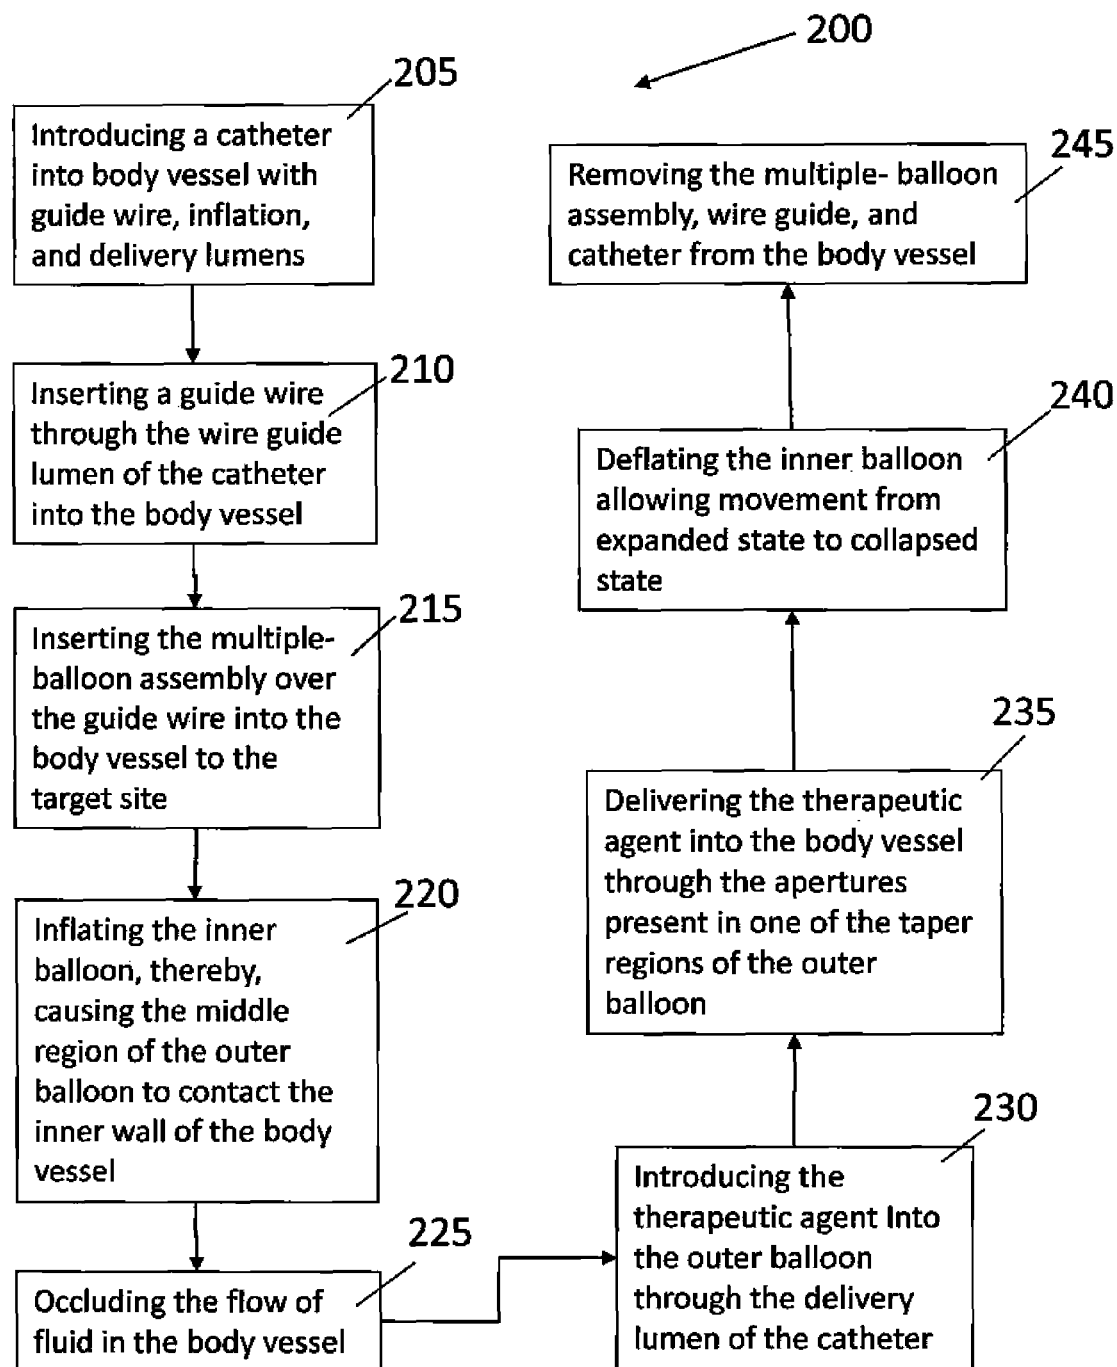 200
205
Introducing a catheter
into body vessel with
guide wire, inflation,
and delivery lumens
210
Inserting a guide wire
through the wire guide
lumen of the catheter
into the body vessel
215
Inserting the multiple-
balloon assembly over
the guide wire into the
body vessel to the
target site
220
Inflating the inner
balloon, thereby,
causing the middle
region of the outer
balloon to contact the
inner wall of the body
vessel
225
Occluding the flow of
fluid in the body vessel
230
Introducing the
therapeutic agent Into
the outer balloon
through the delivery
lumen of the catheter
235
Delivering the therapeutic
agent into the body vessel
through the apertures
present in one of the taper
regions of the outer
balloon
240
Deflating the inner balloon
allowing movement from
expanded state to collapsed
state
245
Removing the multiple- balloon
assembly, wire guide, and
catheter from the body vessel